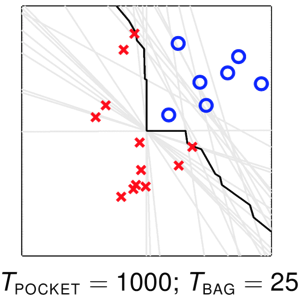 T_POCKET = 1000; T_BAG = 25